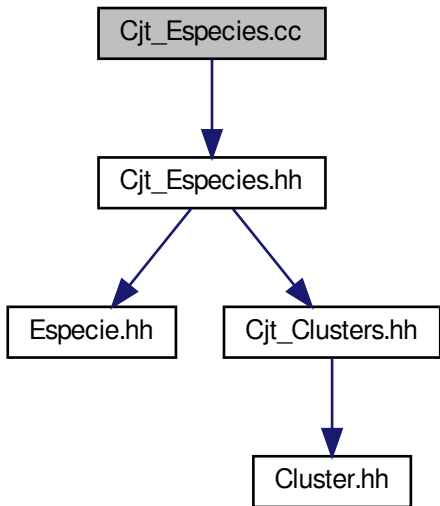 Cjt_Especies.cc
Cjt_Especies.hh
Especie.hh
Cjt_Clusters.hh
Cluster.hh